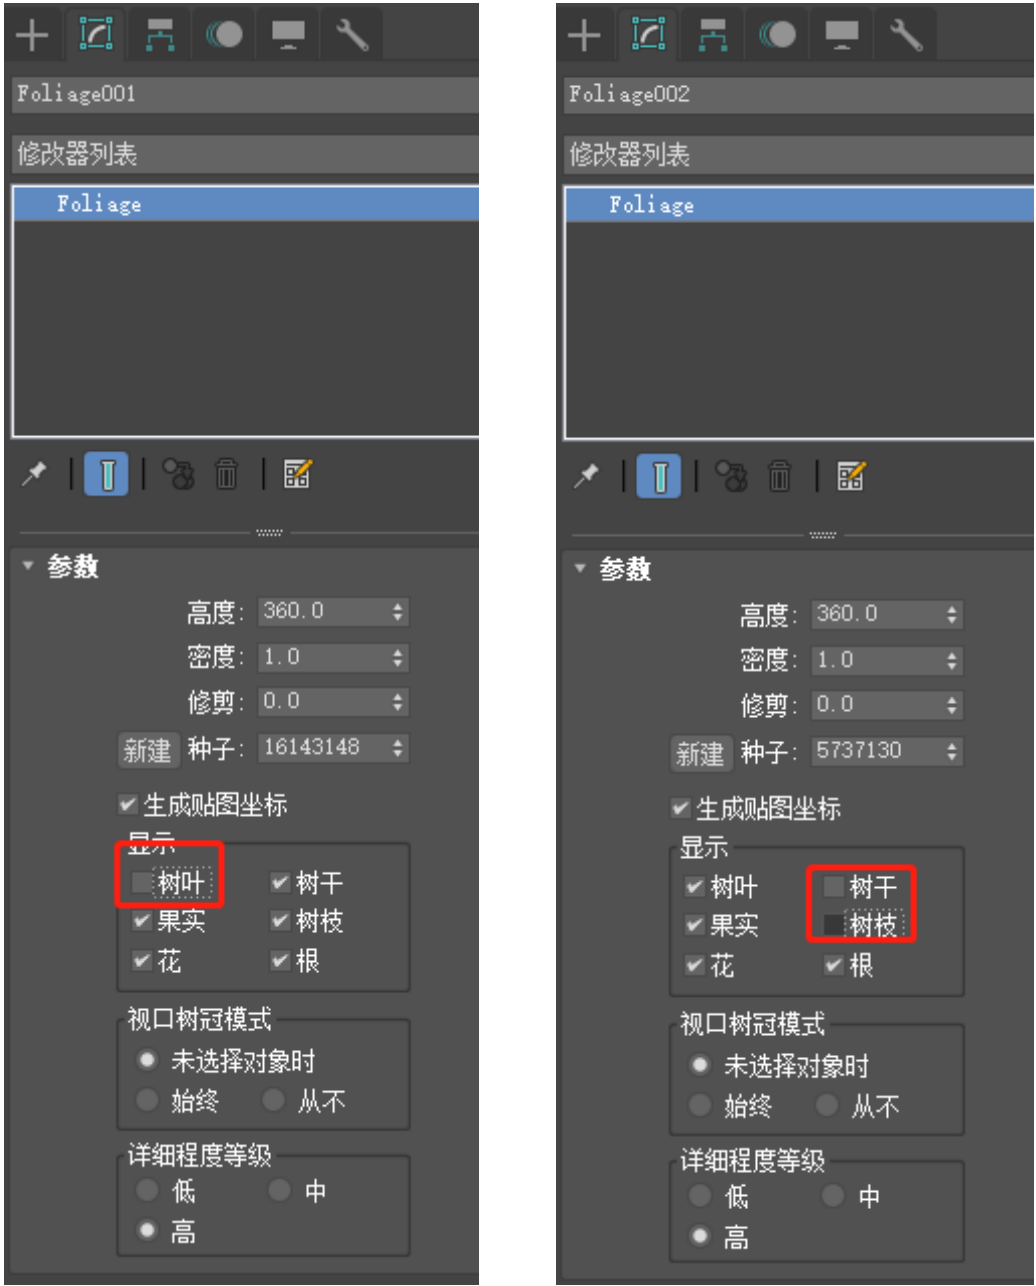 Foliage001
修改器列表
Foliage
参数
高度: 360.0
密度: 1.0
修剪: 0.0
新建 种子: 16143148
生成贴图坐标
显示
树叶 树干
果实 树枝
花 根
视口树冠模式
未选择对象时
始终 从不
详细程度等级
低 中
高
Foliage002
修改器列表
Foliage
参数
高度: 360.0
密度: 1.0
修剪: 0.0
新建 种子: 5737130
生成贴图坐标
显示
树叶 树干
果实 树枝
花 根
视口树冠模式
未选择对象时
始终 从不
详细程度等级
低 中
高